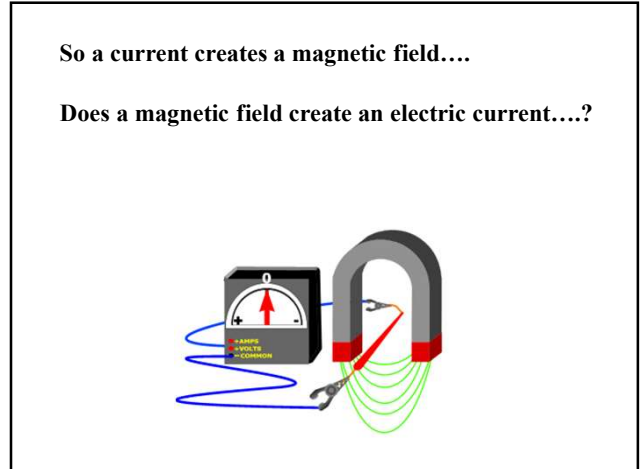 So a current creates a magnetic field….
Does a magnetic field create an electric current….?
0
+ -
+AMPS
+VOLTS
- COMMON